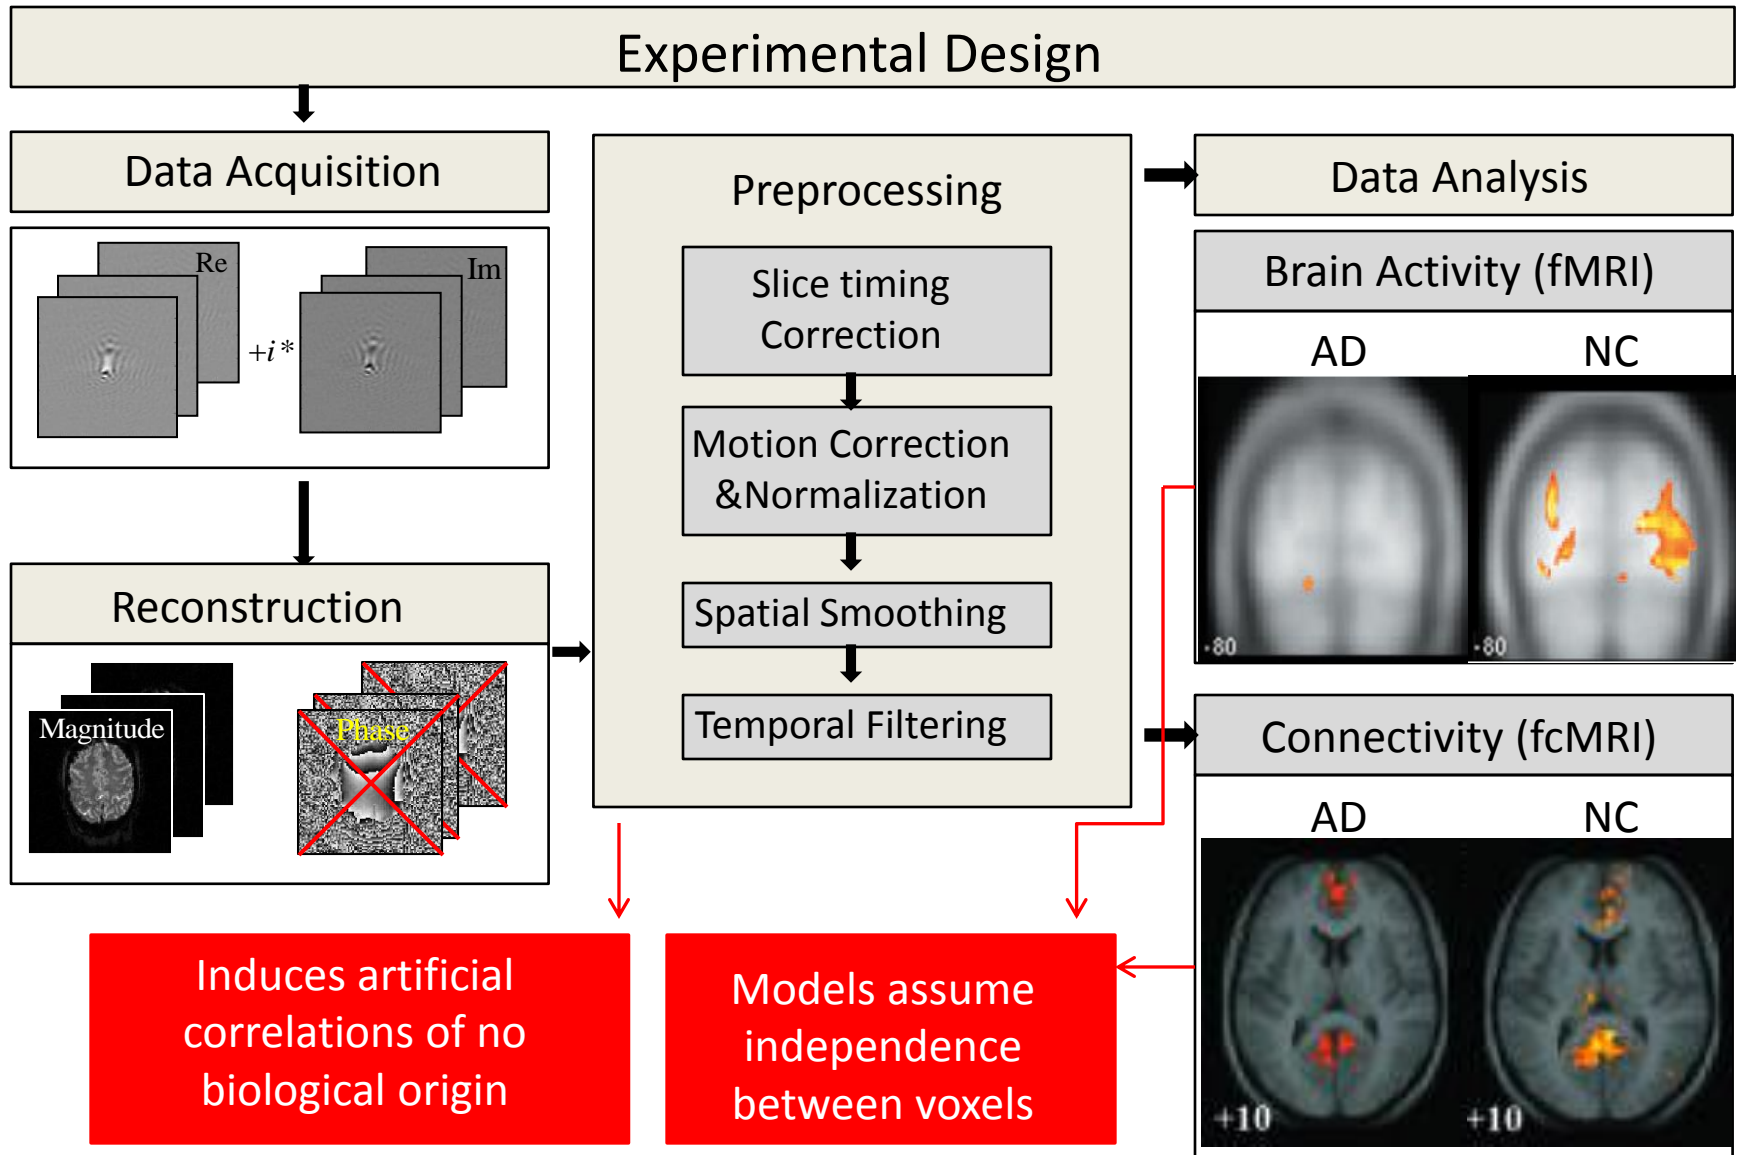 Experimental Design
Data Acquisition
Re
+i*
Im
Reconstruction
Magnitude
Phase
Preprocessing
Slice timing
Correction
Motion Correction
&Normalization
Spatial Smoothing
Temporal Filtering
Data Analysis
Brain Activity (fMRI)
AD NC
-80 -80
Connectivity (fcMRI)
AD NC
+10 +10
Induces artificial
correlations of no
biological origin
Models assume
independence
between voxels